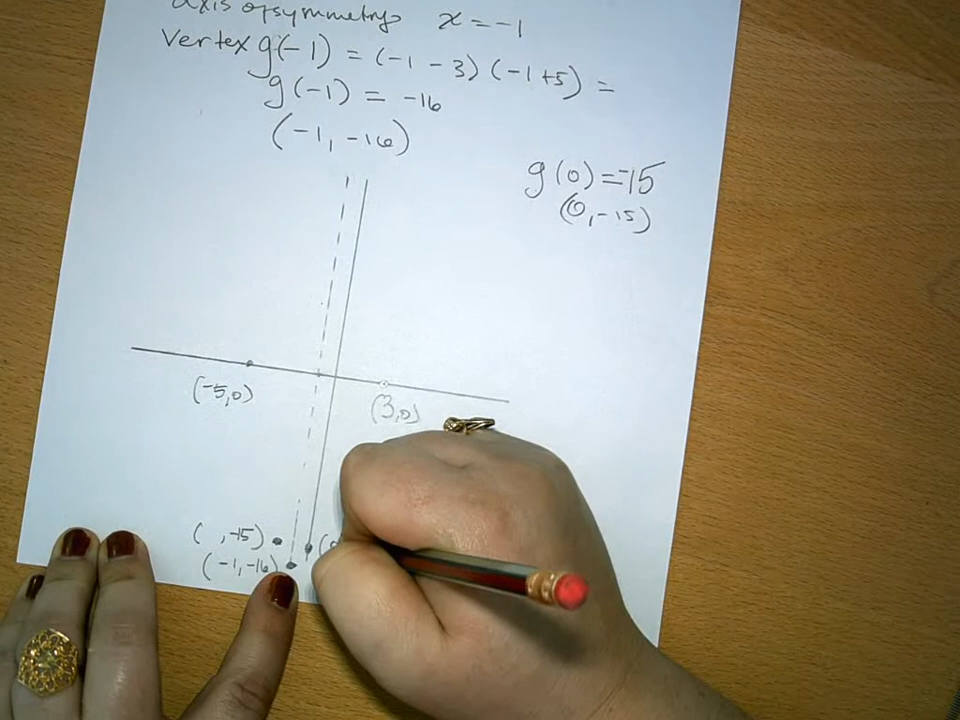 axis of symmetry x = -1
Vertex g(-1) = (-1 - 3)(-1 + 5) =
g(-1) = -16
(-1, -16)
g(0) = -15
(0, -15)
(-5, 0)
(3, 0)
( , -15)
(-1, -16)